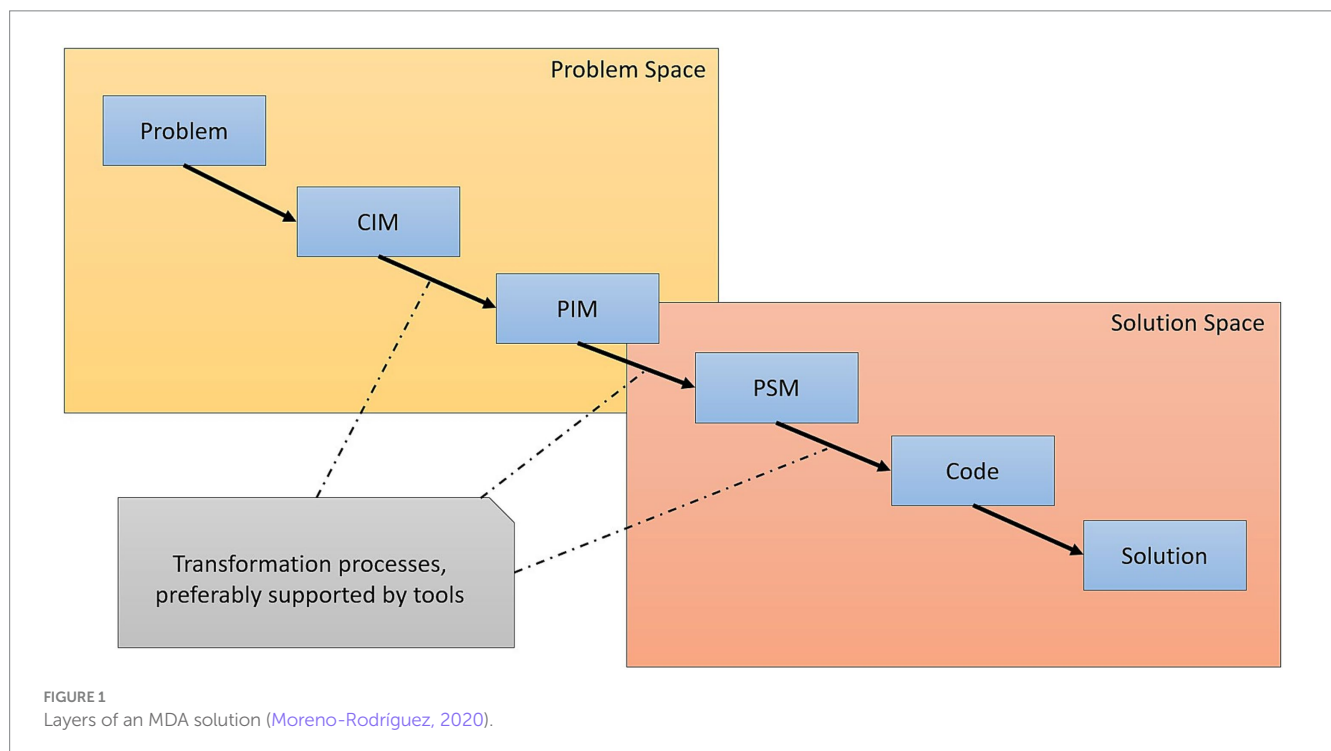 Problem Space
Problem
CIM
PIM
Solution Space
PSM
Code
Solution
Transformation processes,
preferably supported by tools
FIGURE 1
Layers of an MDA solution (Moreno-Rodríguez, 2020).